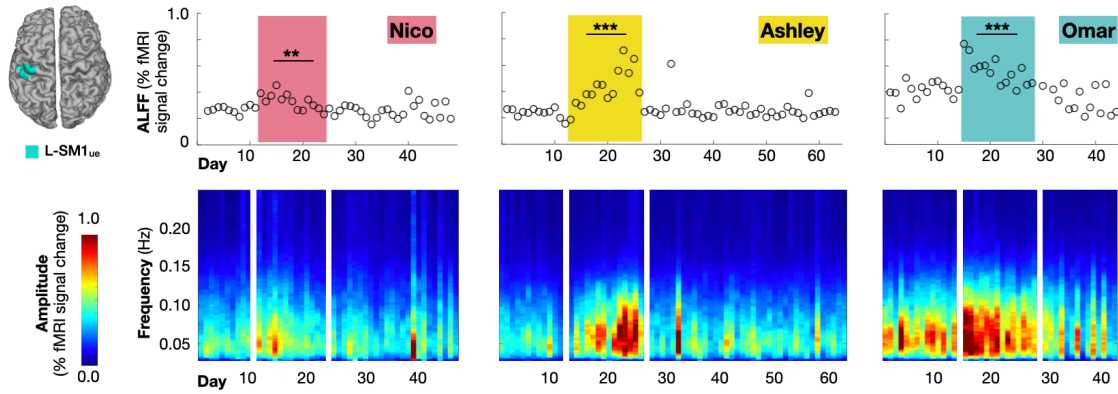 1.0
Nico
Ashley
Omar
**
***
***
ALFF (% fMRI
signal change)
0
Day
10 20 30 40
10 20 30 40 50 60
10 20 30 40
L-SM1ue
Amplitude
(% fMRI signal change)
1.0
0.0
Frequency (Hz)
0.20
0.15
0.10
0.05
Day
10 20 30 40
10 20 30 40 50 60
10 20 30 40